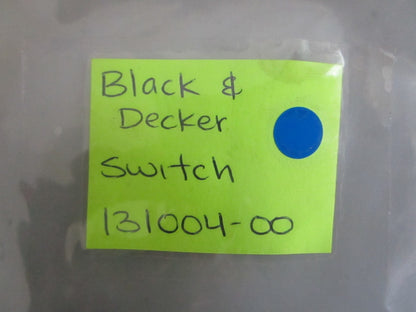 Black &
Decker
Switch
131004-00